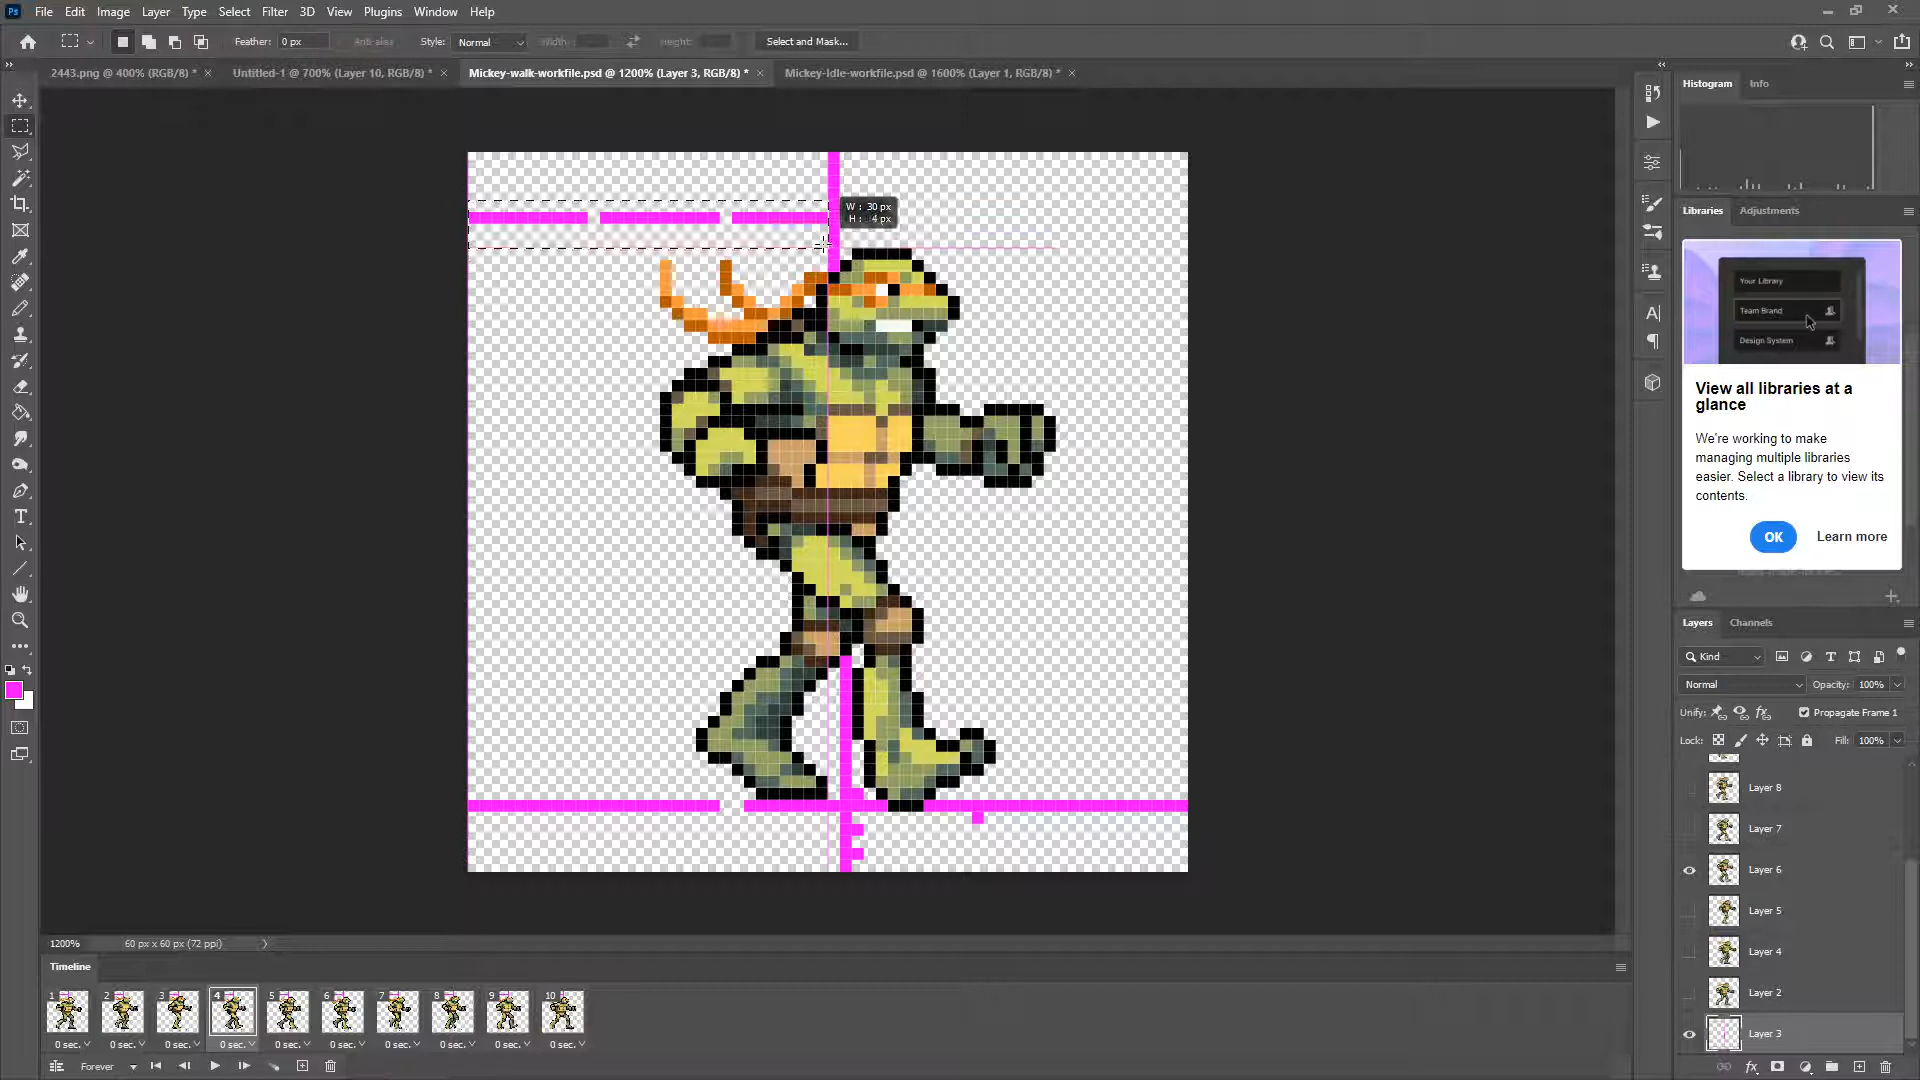 Ps File Edit Image Layer Type Select Filter 3D View Plugins Window Help
Feather: 0 px Anti-alias Style: Normal Width: Height: Select and Mask...
2443.png @ 400% (RGB/8) * × Untitled-1 @ 700% (Layer 10, RGB/8) * × Mickey-walk-workfile.psd @ 1200% (Layer 3, RGB/8) * × Mickey-Idle-workfile.psd @ 1600% (Layer 1, RGB/8) * ×
Histogram Info
W : 30 px
H : 4 px
Libraries Adjustments
Your Library
Team Brand
Design System
View all libraries at a
glance
We're working to make
managing multiple libraries
easier. Select a library to view its
contents.
OK Learn more
Layers Channels
Kind
Normal Opacity: 100%
Unify: Propagate Frame 1
Lock: Fill: 100%
Layer 8
Layer 7
Layer 6
Layer 5
Layer 4
Layer 2
Layer 3
1200% 60 px x 60 px (72 ppi)
Timeline
1 2 3 4 5 6 7 8 9 10
0 sec. 0 sec. 0 sec. 0 sec. 0 sec. 0 sec. 0 sec. 0 sec. 0 sec. 0 sec.
Forever